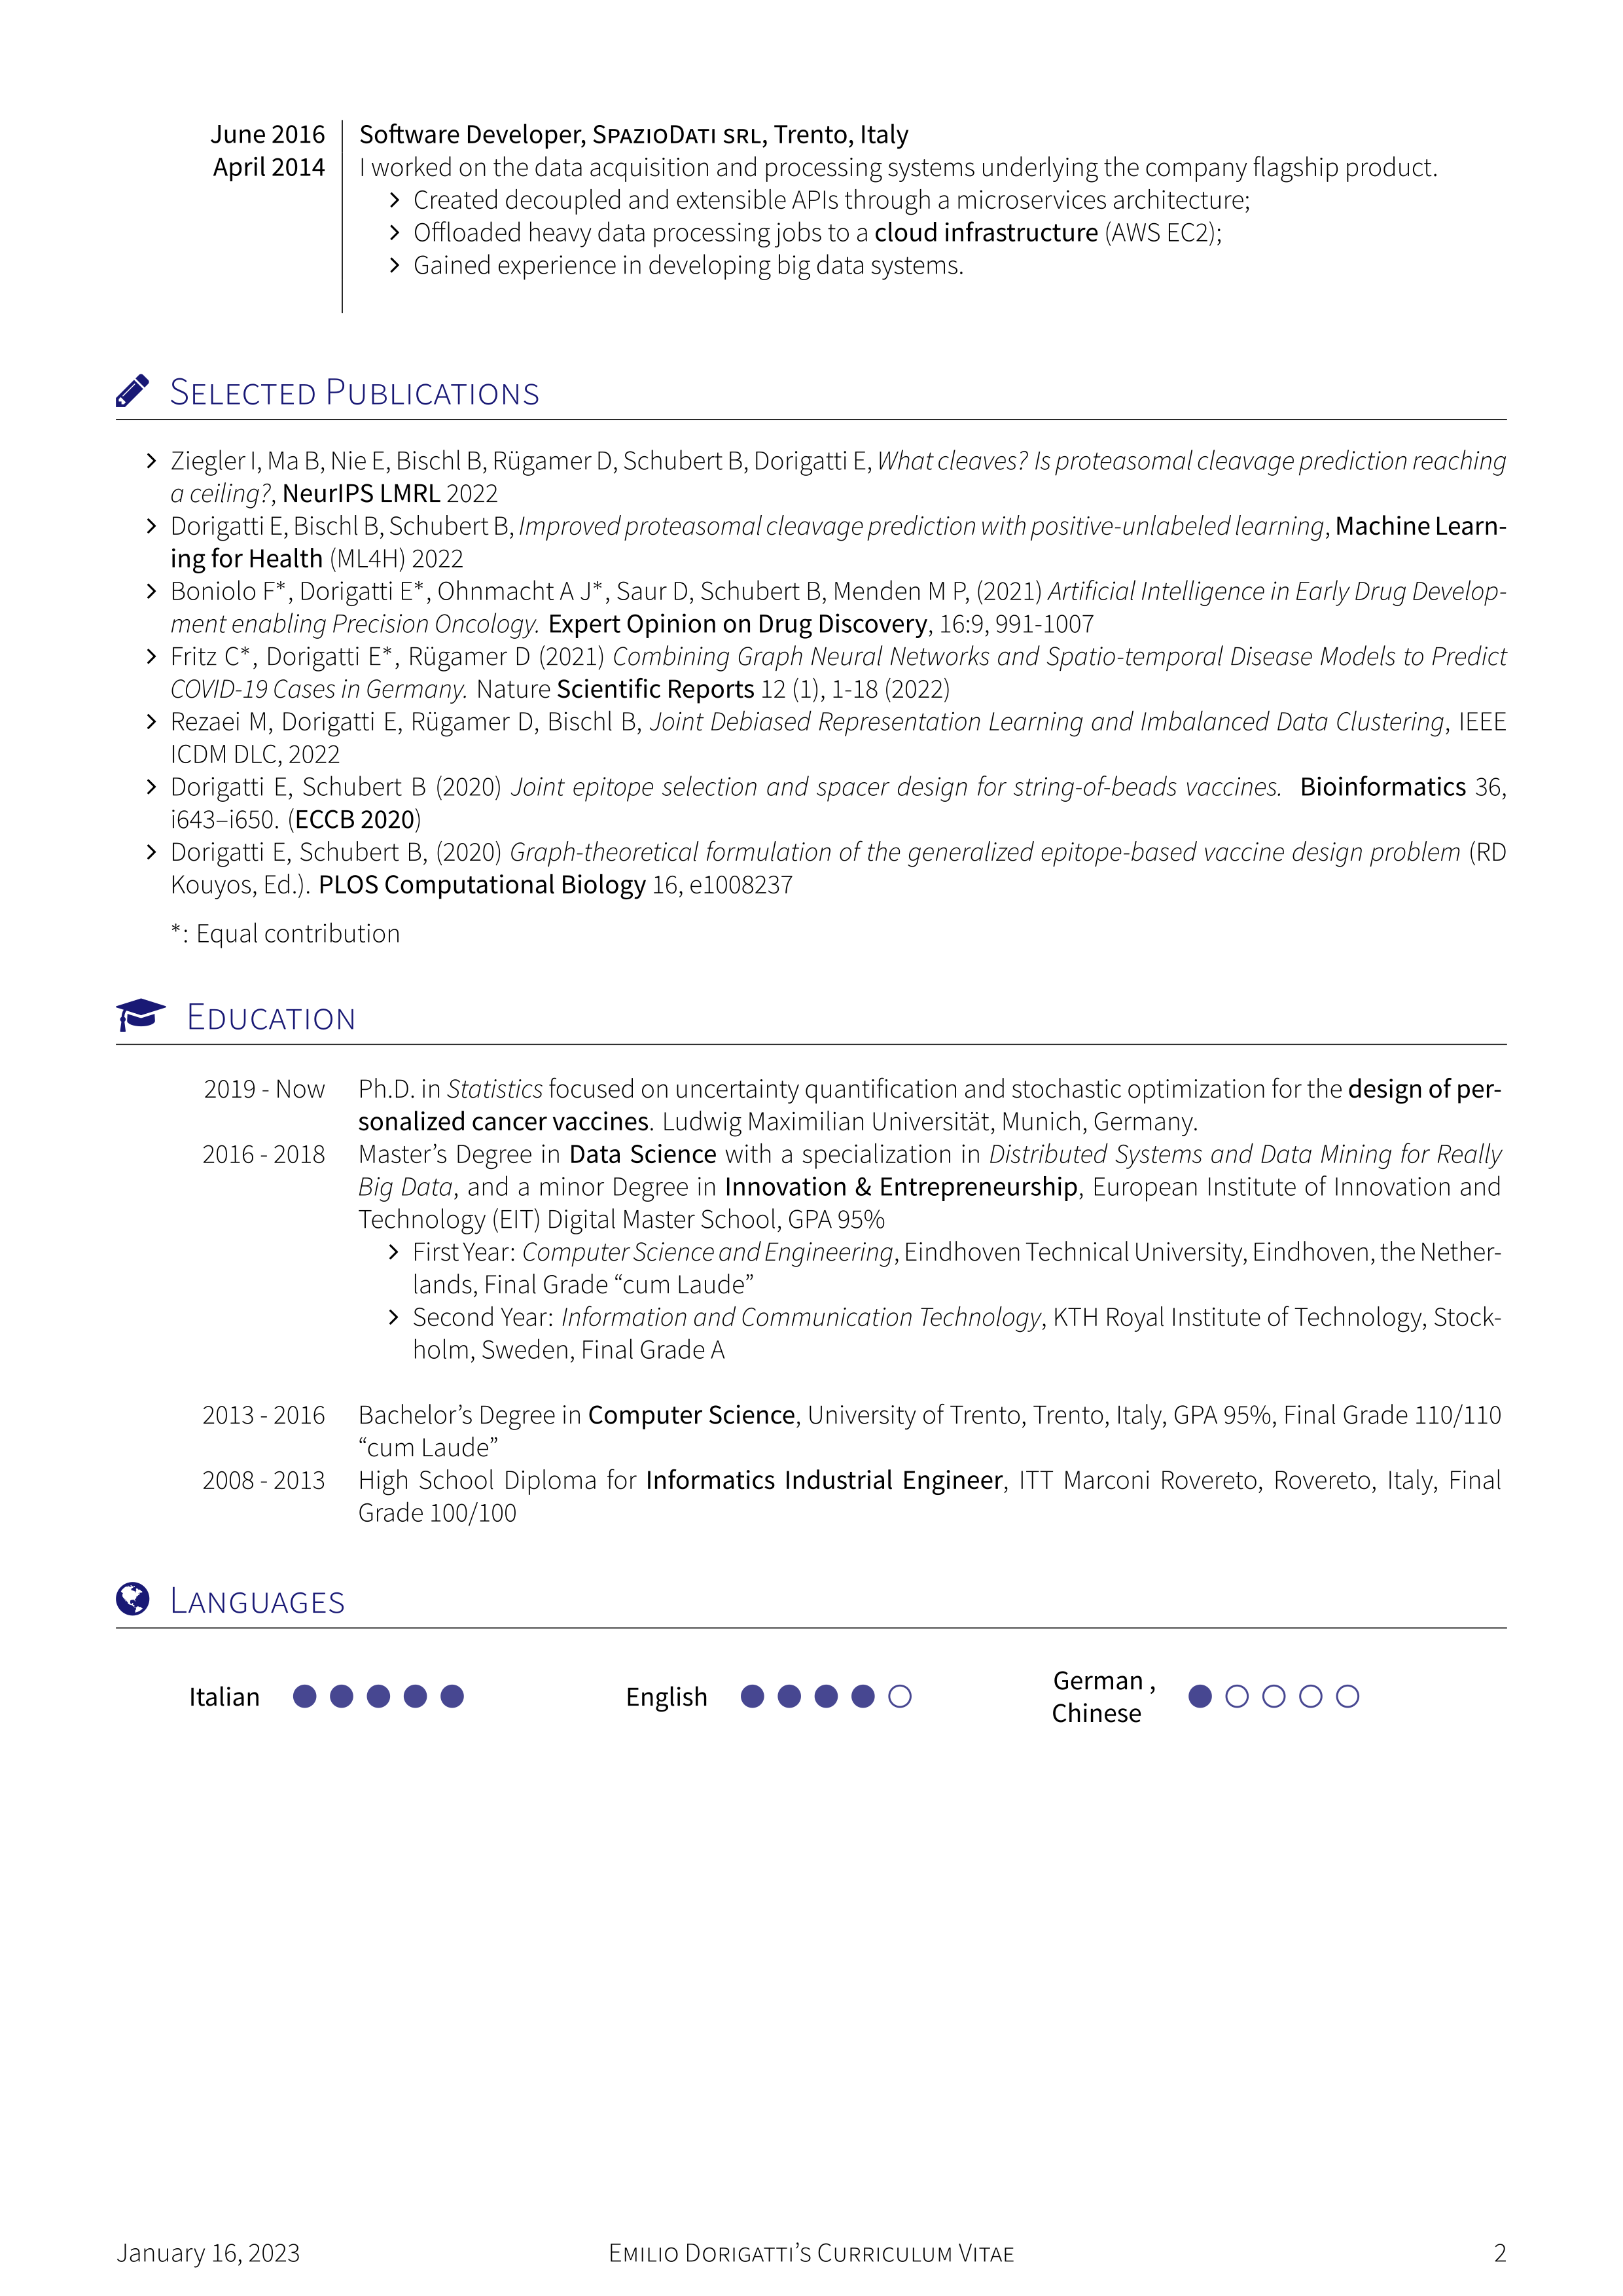 June 2016 Software Developer, SpazioDati srl, Trento, Italy
April 2014 I worked on the data acquisition and processing systems underlying the company flagship product.
Created decoupled and extensible APIs through a microservices architecture;
Offloaded heavy data processing jobs to a cloud infrastructure (AWS EC2);
Gained experience in developing big data systems.
Selected Publications
Ziegler I, Ma B, Nie E, Bischl B, Rügamer D, Schubert B, Dorigatti E, What cleaves? Is proteasomal cleavage prediction reaching
a ceiling?, NeurIPS LMRL 2022
Dorigatti E, Bischl B, Schubert B, Improved proteasomal cleavage prediction with positive-unlabeled learning, Machine Learn-
ing for Health (ML4H) 2022
Boniolo F*, Dorigatti E*, Ohnmacht A J*, Saur D, Schubert B, Menden M P, (2021) Artificial Intelligence in Early Drug Develop-
ment enabling Precision Oncology. Expert Opinion on Drug Discovery, 16:9, 991-1007
Fritz C*, Dorigatti E*, Rügamer D (2021) Combining Graph Neural Networks and Spatio-temporal Disease Models to Predict
COVID-19 Cases in Germany. Nature Scientific Reports 12 (1), 1-18 (2022)
Rezaei M, Dorigatti E, Rügamer D, Bischl B, Joint Debiased Representation Learning and Imbalanced Data Clustering, IEEE
ICDM DLC, 2022
Dorigatti E, Schubert B (2020) Joint epitope selection and spacer design for string-of-beads vaccines. Bioinformatics 36,
i643–i650. (ECCB 2020)
Dorigatti E, Schubert B, (2020) Graph-theoretical formulation of the generalized epitope-based vaccine design problem (RD
Kouyos, Ed.). PLOS Computational Biology 16, e1008237
*: Equal contribution
Education
2019 - Now Ph.D. in Statistics focused on uncertainty quantification and stochastic optimization for the design of per-
sonalized cancer vaccines. Ludwig Maximilian Universität, Munich, Germany.
2016 - 2018 Master’s Degree in Data Science with a specialization in Distributed Systems and Data Mining for Really
Big Data, and a minor Degree in Innovation & Entrepreneurship, European Institute of Innovation and
Technology (EIT) Digital Master School, GPA 95%
First Year: Computer Science and Engineering, Eindhoven Technical University, Eindhoven, the Nether-
lands, Final Grade “cum Laude”
Second Year: Information and Communication Technology, KTH Royal Institute of Technology, Stock-
holm, Sweden, Final Grade A
2013 - 2016 Bachelor’s Degree in Computer Science, University of Trento, Trento, Italy, GPA 95%, Final Grade 110/110
“cum Laude”
2008 - 2013 High School Diploma for Informatics Industrial Engineer, ITT Marconi Rovereto, Rovereto, Italy, Final
Grade 100/100
Languages
Italian
English
German ,
Chinese
January 16, 2023 Emilio Dorigatti’s Curriculum Vitae 2